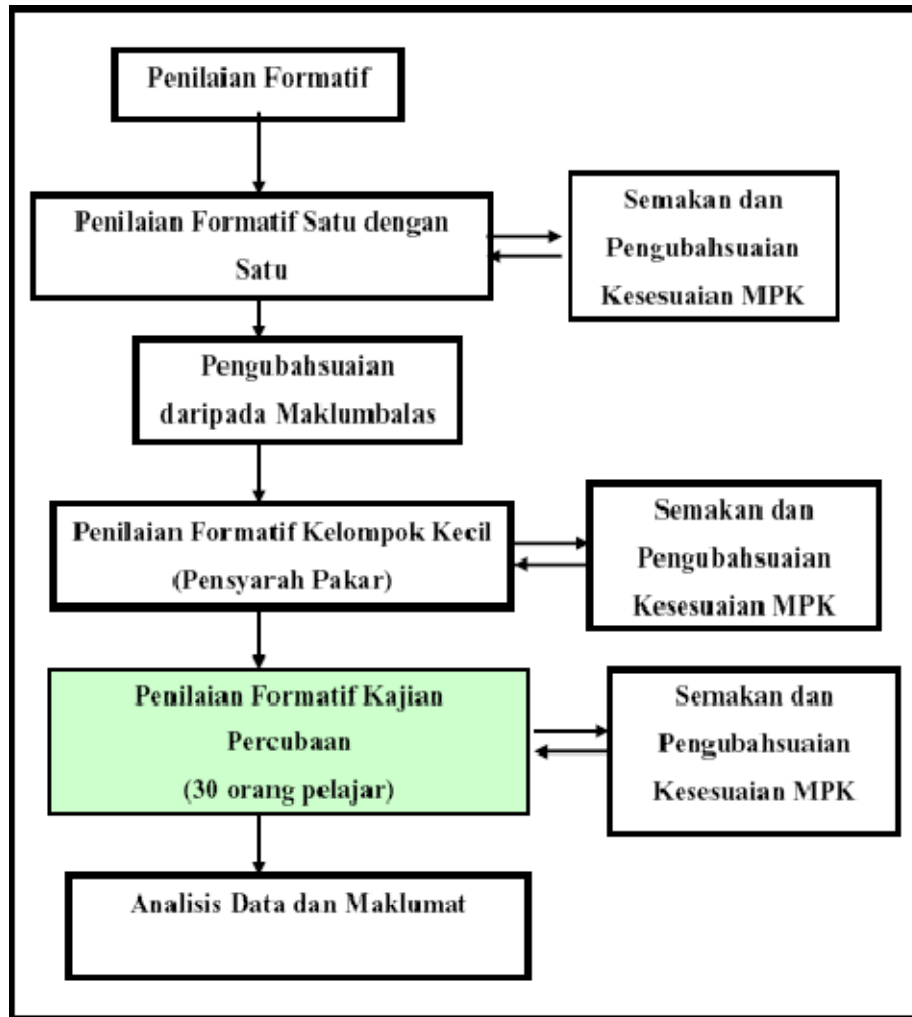 Penilaian Formatif
Penilaian Formatif Satu dengan
Satu
Semakan dan
Pengubahsuaian
Kesesuaian MPK
Pengubahsuaian
daripada Maklumbalas
Penilaian Formatif Kelompok Kecil
(Pensyarah Pakar)
Semakan dan
Pengubahsuaian
Kesesuaian MPK
Penilaian Formatif Kajian
Percubaan
(30 orang pelajar)
Semakan dan
Pengubahsuaian
Kesesuaian MPK
Analisis Data dan Maklumat